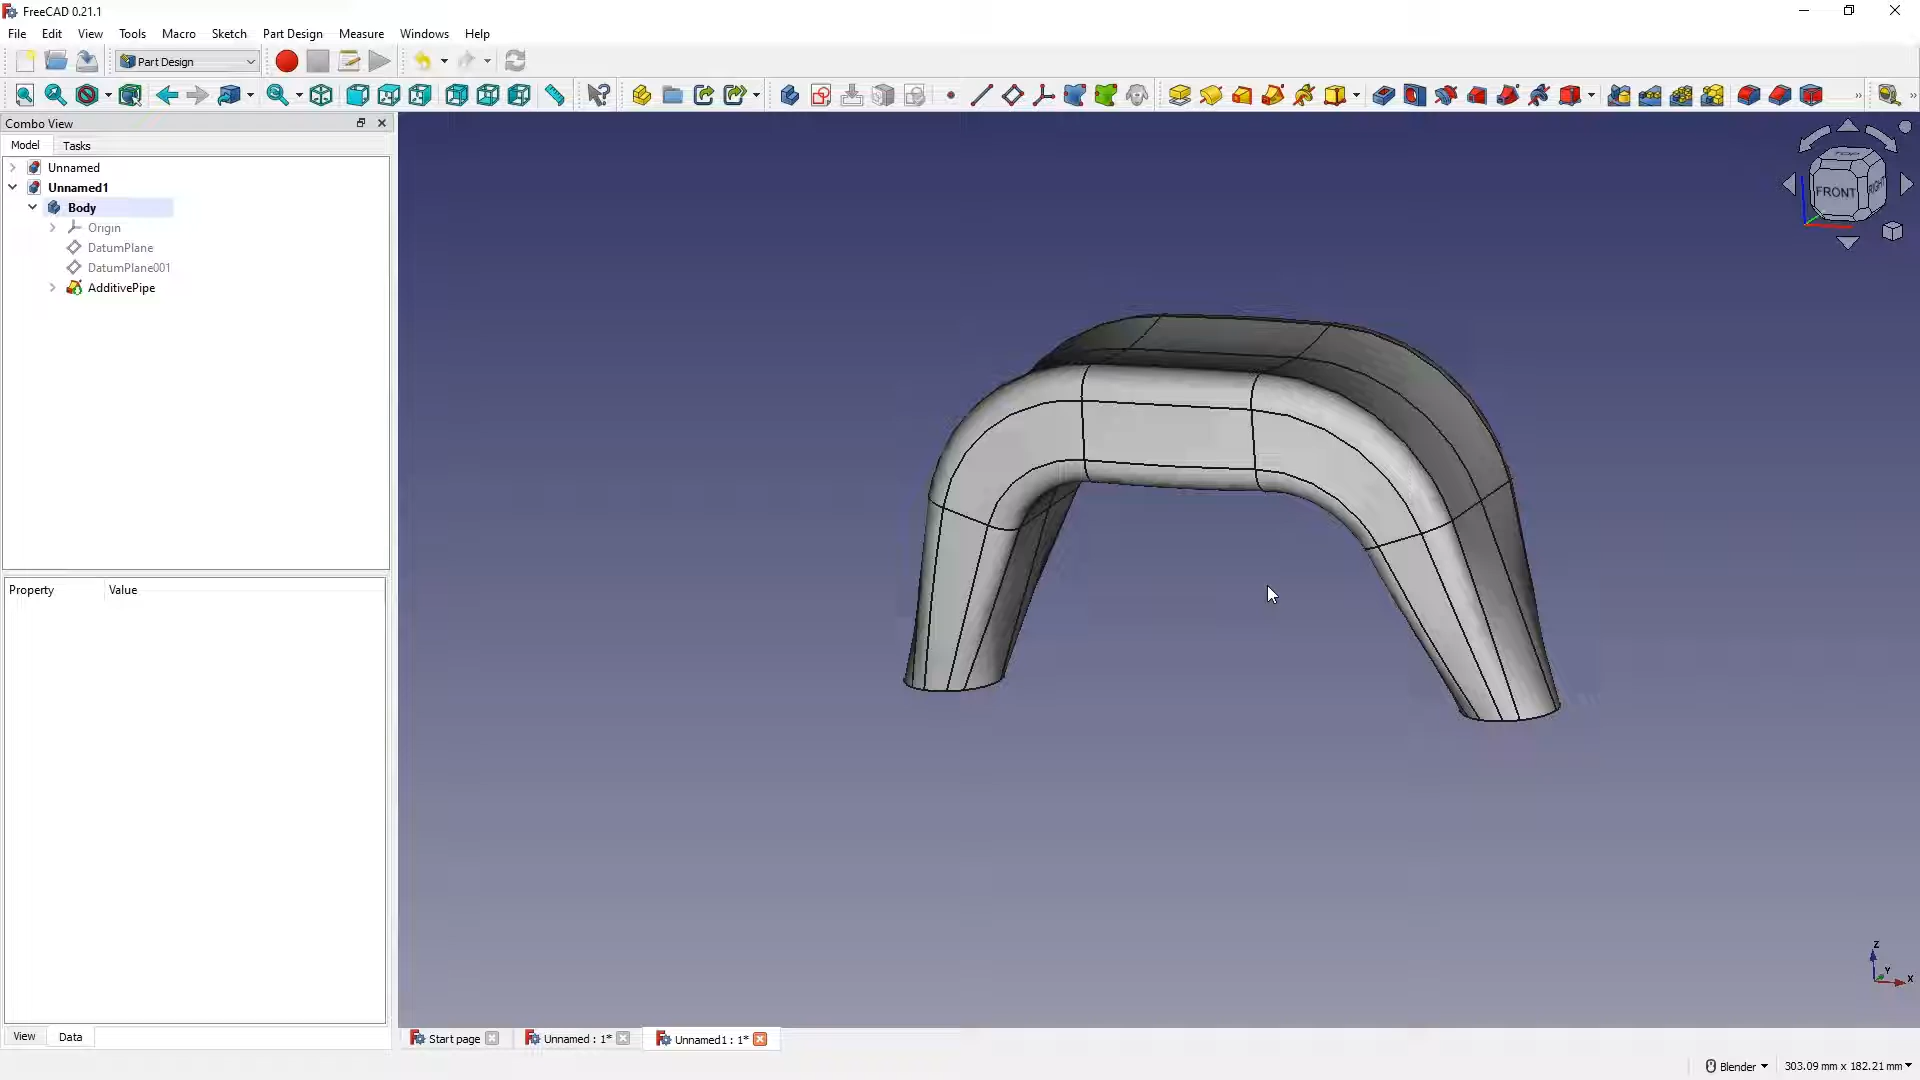 FreeCAD 0.21.1
File Edit View Tools Macro Sketch Part Design Measure Windows Help
Part Design
Combo View
Model Tasks
Unnamed
Unnamed1
Body
Origin
DatumPlane
DatumPlane001
AdditivePipe
Property Value
View Data
TOP
FRONT
RIGHT
Z
Y
X
Start page
Unnamed : 1*
Unnamed1 : 1*
Blender
303.09 mm x 182.21 mm